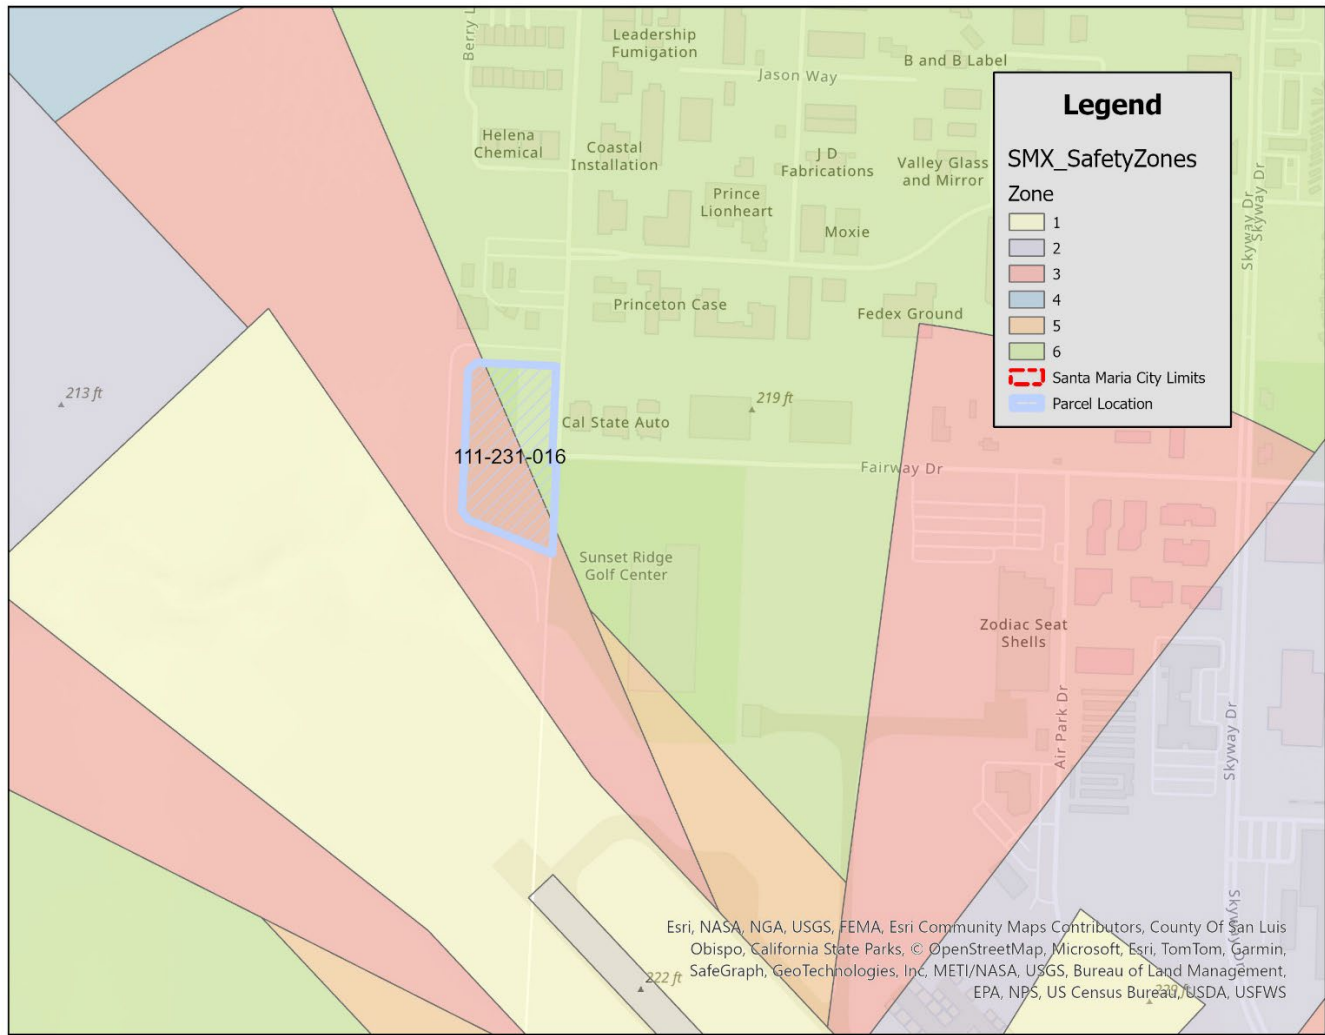 Berry L
Leadership
Fumigation
B and B Label
Jason Way
Legend
SMX_SafetyZones
Zone
1
2
3
4
5
6
Santa Maria City Limits
Parcel Location
Helena
Chemical
Coastal
Installation
J D
Fabrications
Valley Glass
and Mirror
Prince
Lionheart
Moxie
Skyway Dr
Skyway Dr
Princeton Case
Fedex Ground
213 ft
219 ft
Cal State Auto
111-231-016
Fairway Dr
Sunset Ridge
Golf Center
Zodiac Seat
Shells
Air Park Dr
Skyway Dr
Skyway Dr
222 ft
229 ft
Esri, NASA, NGA, USGS, FEMA, Esri Community Maps Contributors, County Of San Luis
Obispo, California State Parks, © OpenStreetMap, Microsoft, Esri, TomTom, Garmin,
SafeGraph, GeoTechnologies, Inc, METI/NASA, USGS, Bureau of Land Management,
EPA, NPS, US Census Bureau, USDA, USFWS